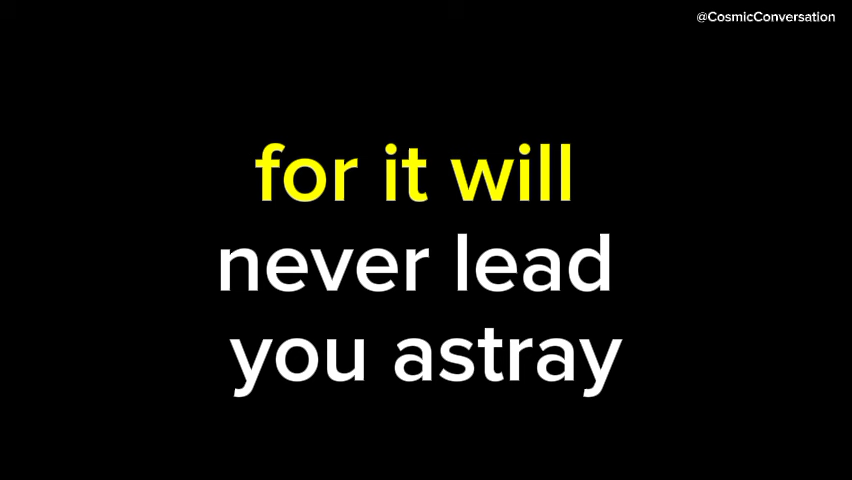 @CosmicConversation
for it will
never lead
you astray